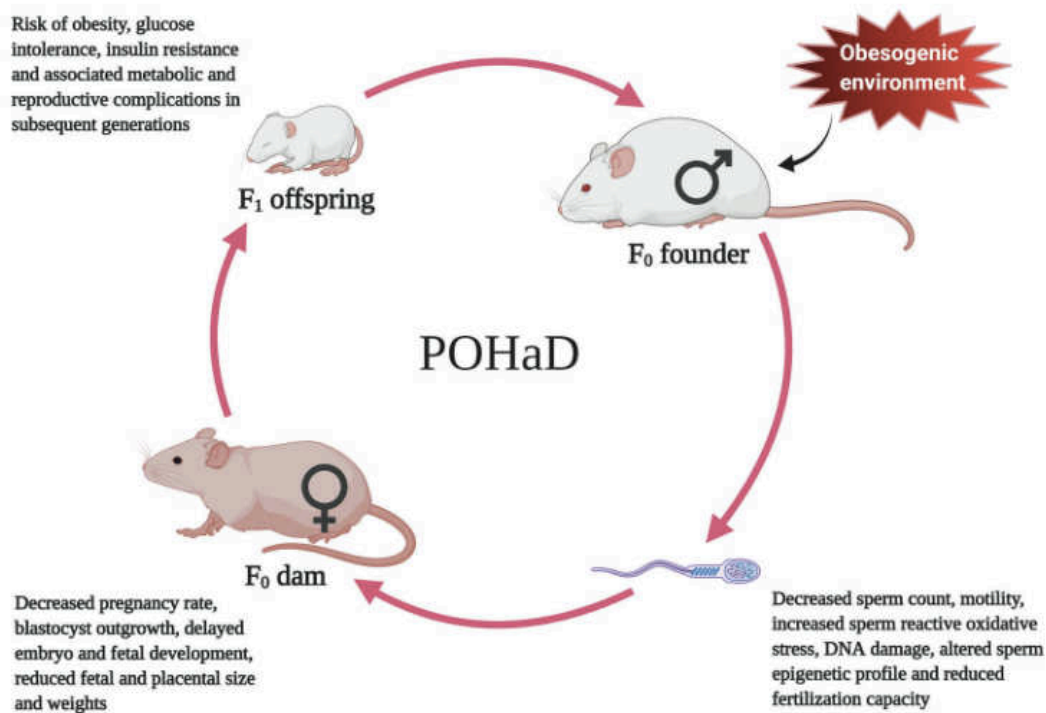 Risk of obesity, glucose
intolerance, insulin resistance
and associated metabolic and
reproductive complications in
subsequent generations
Obesogenic
environment
F₁ offspring
F₀ founder
POHaD
F₀ dam
Decreased pregnancy rate,
blastocyst outgrowth, delayed
embryo and fetal development,
reduced fetal and placental size
and weights
Decreased sperm count, motility,
increased sperm reactive oxidative
stress, DNA damage, altered sperm
epigenetic profile and reduced
fertilization capacity